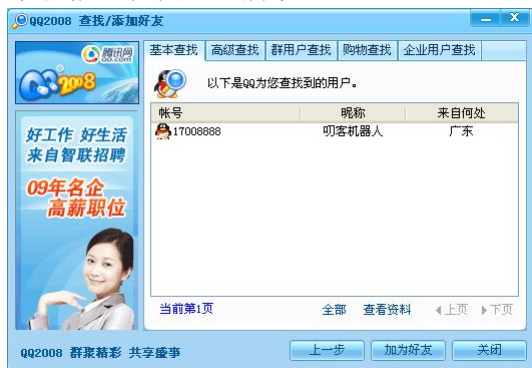 QQ2008 查找/添加好友
腾讯网
QQ.com
QQ2008
基本查找 高级查找 群用户查找 购物查找 企业用户查找
以下是QQ为您查找到的用户。
帐号 昵称 来自何处
17008888 叨客机器人 广东
好工作 好生活
来自智联招聘
09年名企
高薪职位
当前第1页 全部 查看资料 上页 下页
QQ2008 群聚精彩 共享盛事
上一步 加为好友 关闭